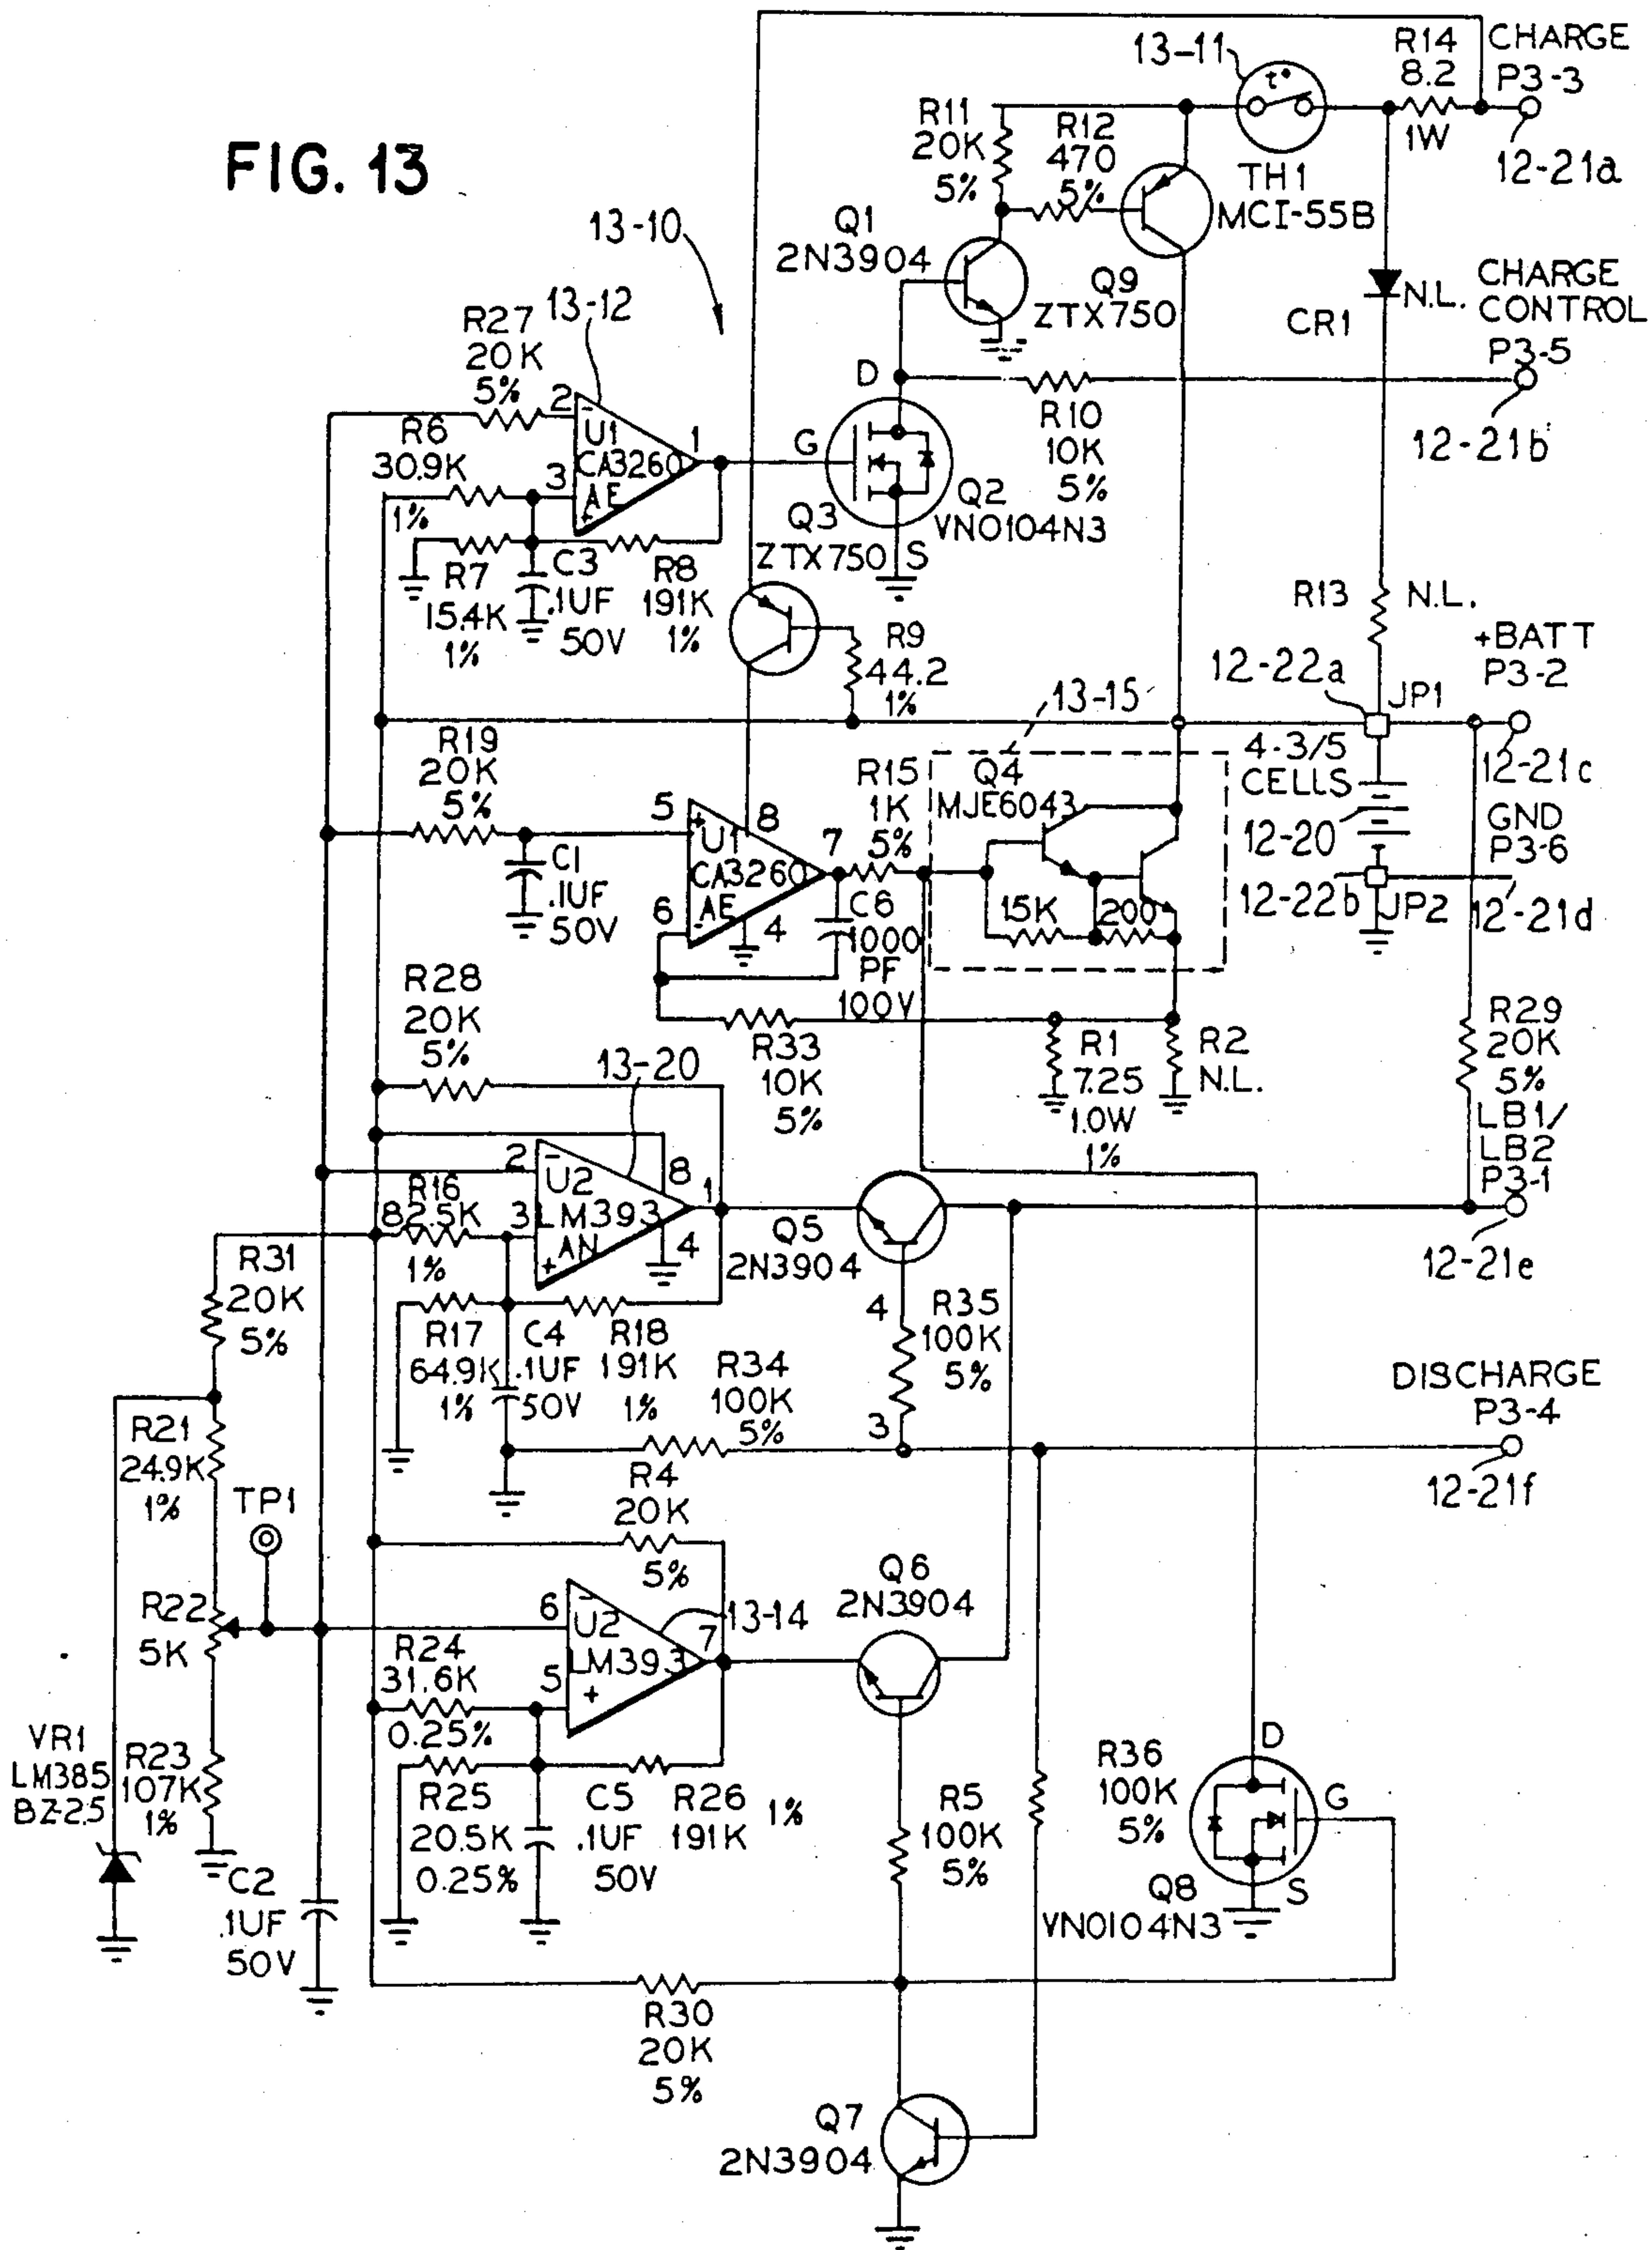 FIG. 13
13-10
13-11
t°
R14
8.2
1W
CHARGE
P3-3
12-21a
R11
20K
5%
R12
470
5%
TH1
MCI-55B
Q1
2N3904
Q9
ZTX750
N.L.
CR1
CHARGE
CONTROL
P3-5
12-21b
R27
20K
5%
13-12
2
-
U1
CA3260
AE
+
1
3
R6
30.9K
1%
R7
15.4K
1%
C3
.1UF
50V
R8
191K
1%
D
G
S
Q2
VN0104N3
Q3
ZTX750
R10
10K
5%
R9
44.2
1%
R13
N.L.
+BATT
P3-2
12-22a
JP1
12-21c
13-15
4-3/5
CELLS
12-20
GND
P3-6
12-22b
JP2
12-21d
R19
20K
5%
C1
.1UF
50V
5
+
U1
CA3260
AE
-
8
7
6
4
R15
1K
5%
Q4
MJE6043
15K
200
C6
1000
PF
100V
R28
20K
5%
13-20
R33
10K
5%
R1
7.25
1.0W
1%
R2
N.L.
R29
20K
5%
LB1/
LB2
P3-1
12-21e
2
-
U2
LM393
AN
+
8
1
3
4
R16
82.5K
1%
Q5
2N3904
R31
20K
5%
R17
64.9K
1%
C4
.1UF
50V
R18
191K
1%
R34
100K
5%
4
R35
100K
5%
3
DISCHARGE
P3-4
12-21f
R21
24.9K
1%
TP1
R4
20K
5%
R22
5K
6
-
U2
LM393
+
7
5
13-14
Q6
2N3904
R24
31.6K
0.25%
VR1
LM385
BZ-2.5
R23
107K
1%
R25
20.5K
0.25%
C5
.1UF
50V
R26
191K
1%
R5
100K
5%
R36
100K
5%
D
G
S
Q8
VN0104N3
C2
.1UF
50V
R30
20K
5%
Q7
2N3904